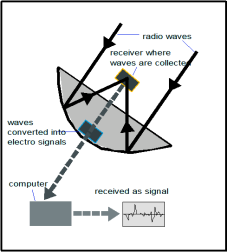 radio waves
receiver where
waves are collected
waves
converted into
electro signals
computer
received as signal